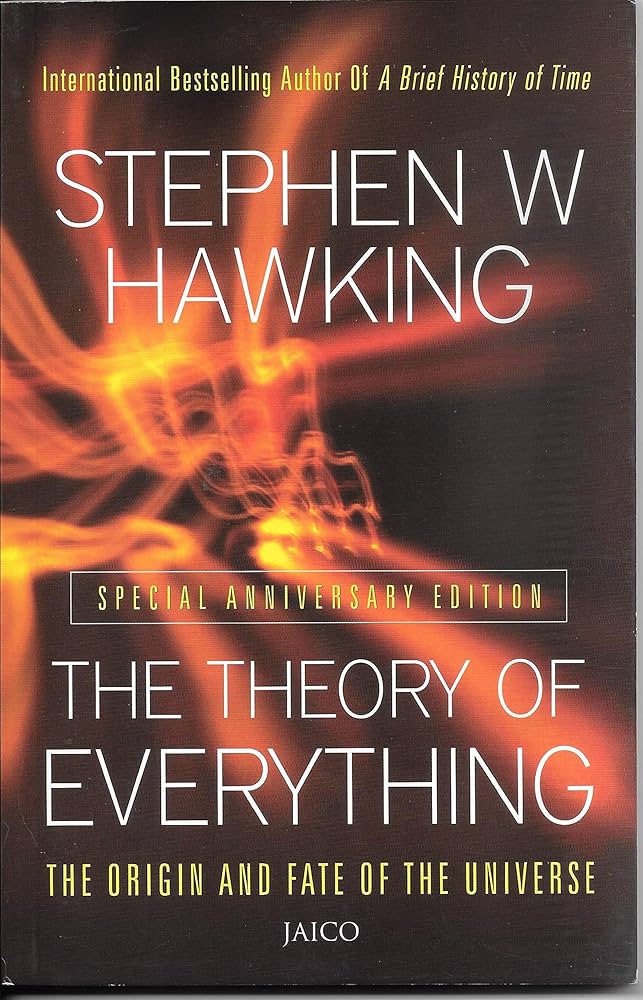 International Bestselling Author Of A Brief History of Time
STEPHEN W
HAWKING
SPECIAL ANNIVERSARY EDITION
THE THEORY OF
EVERYTHING
THE ORIGIN AND FATE OF THE UNIVERSE
JAICO